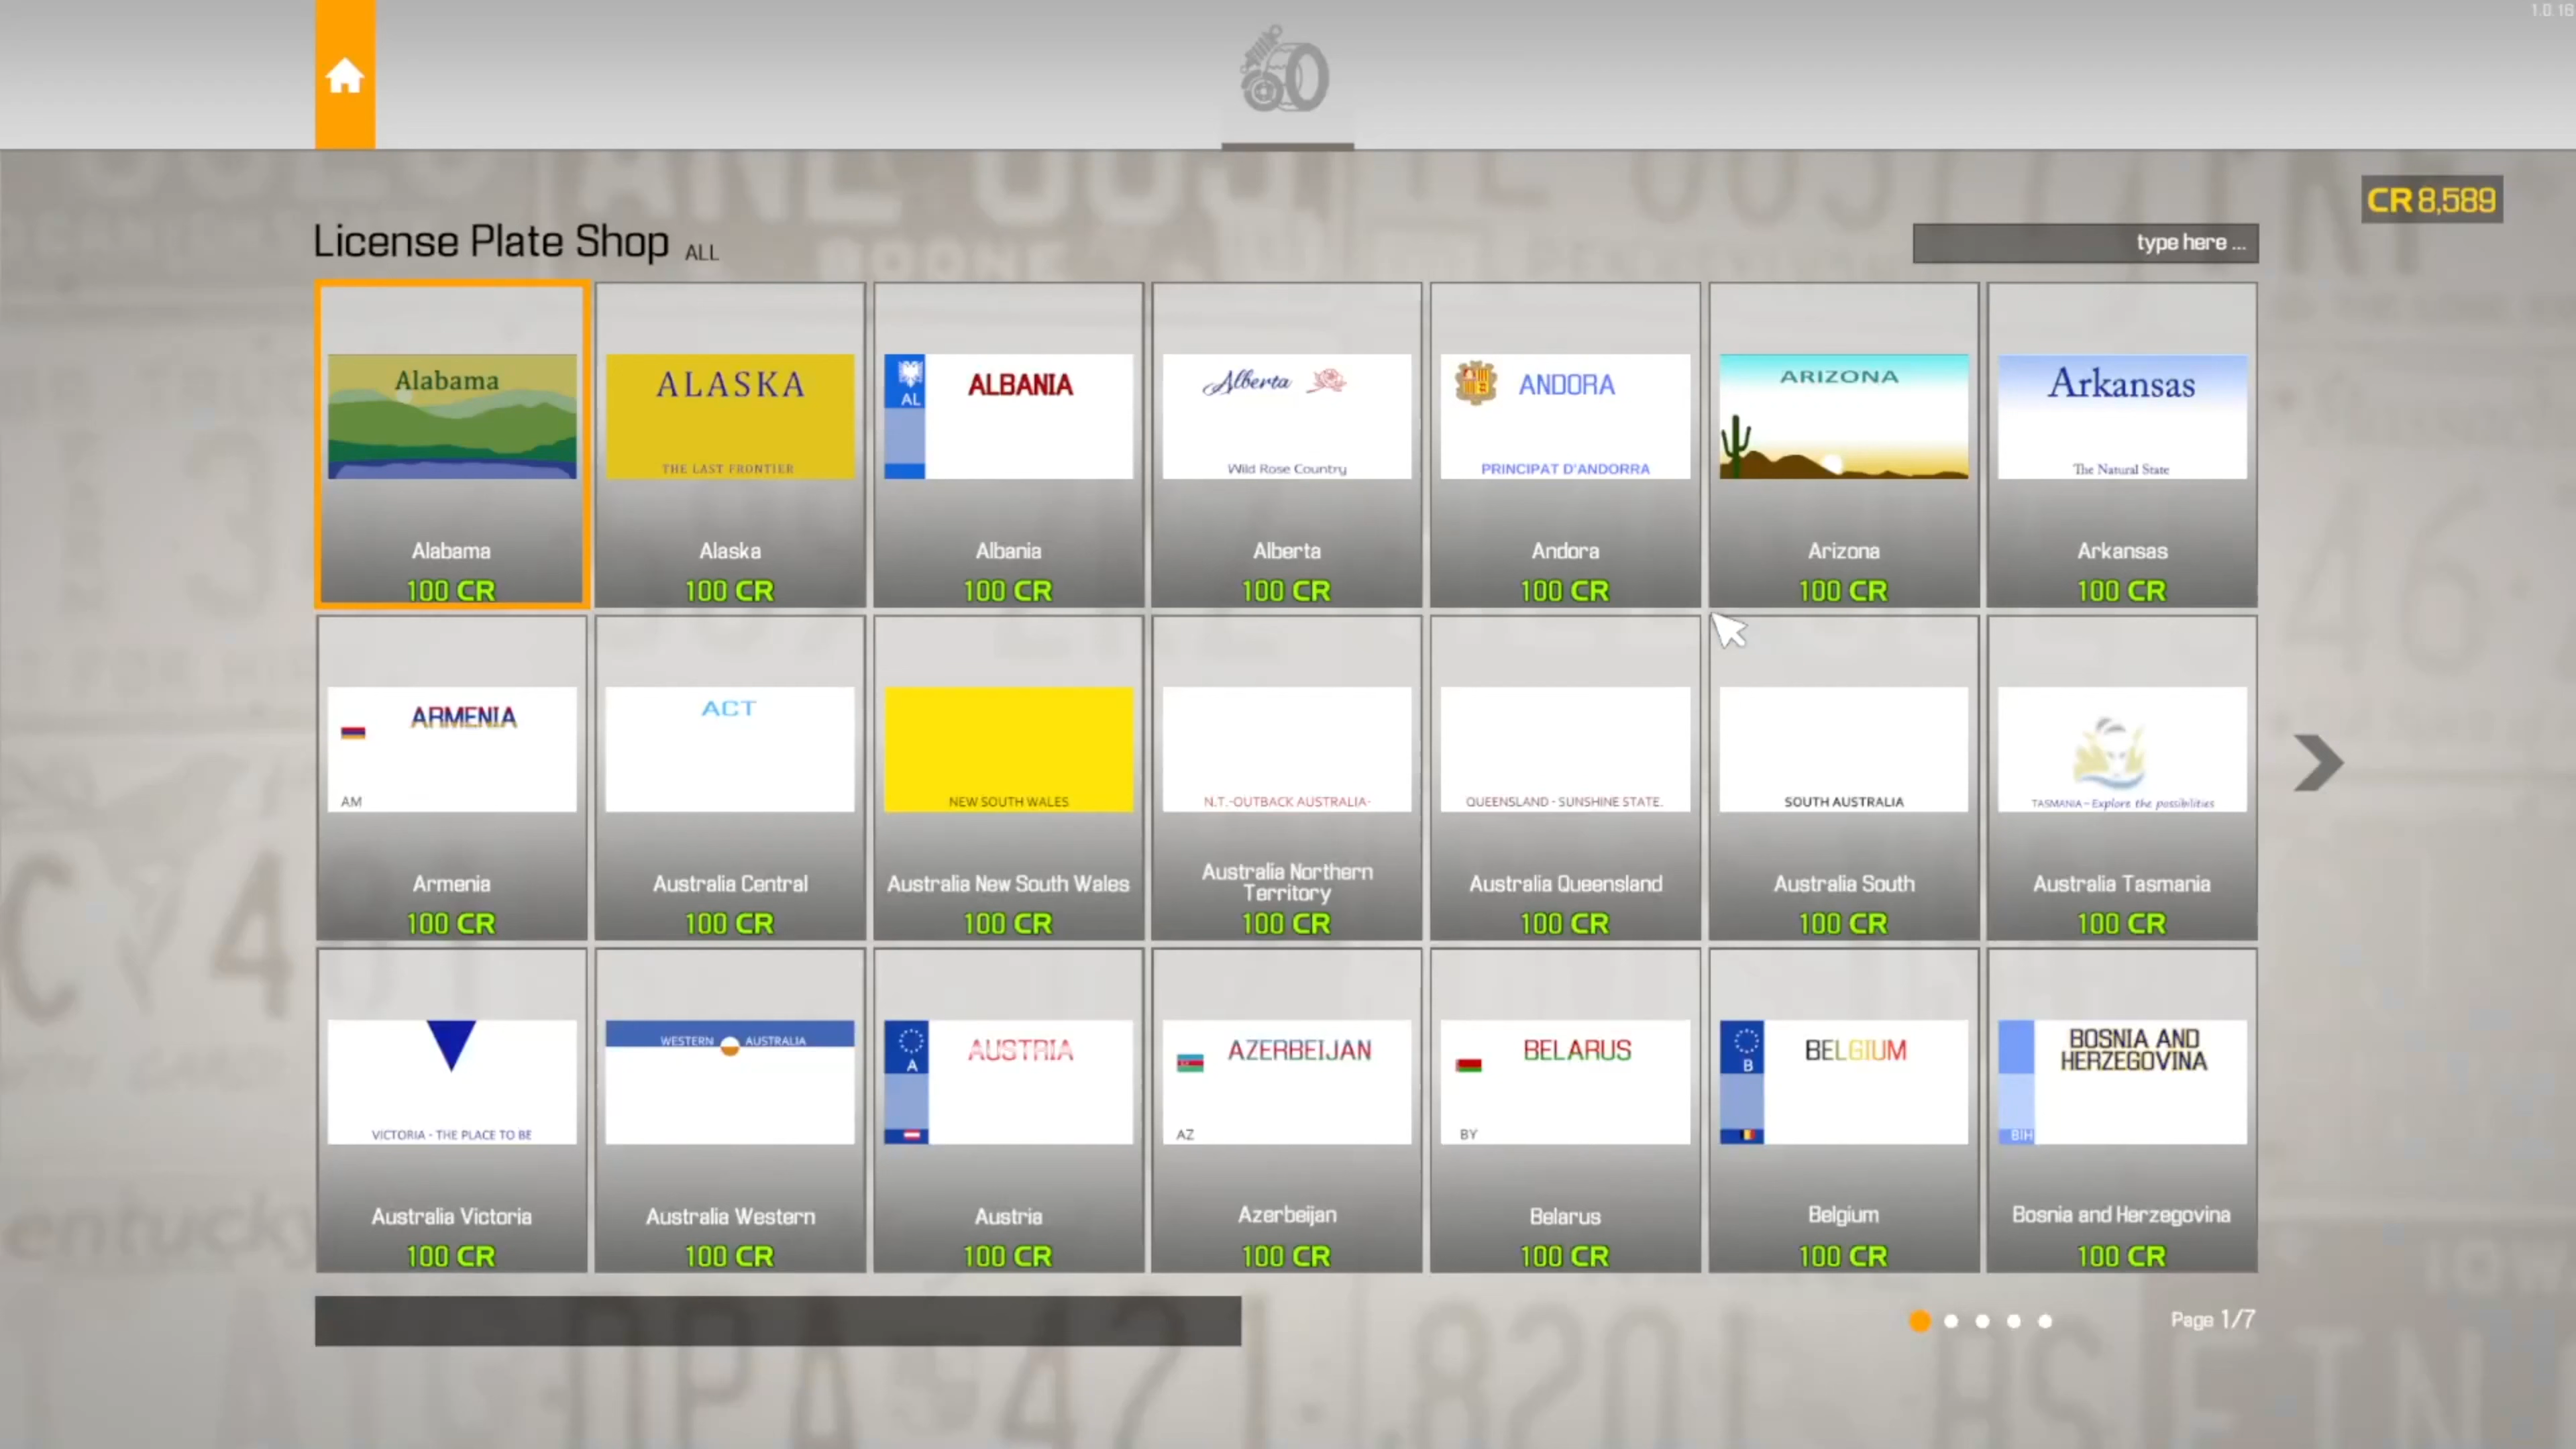 1.0.16
CR 8,589
License Plate Shop ALL
type here ...
Alabama
ALASKA
THE LAST FRONTIER
AL
ALBANIA
Alberta
Wild Rose Country
ANDORA
PRINCIPAT D'ANDORRA
ARIZONA
Arkansas
The Natural State
Alabama
100 CR
Alaska
100 CR
Albania
100 CR
Alberta
100 CR
Andora
100 CR
Arizona
100 CR
Arkansas
100 CR
ARMENIA
AM
ACT
NEW SOUTH WALES
N.T.-OUTBACK AUSTRALIA-
QUEENSLAND - SUNSHINE STATE.
SOUTH AUSTRALIA
TASMANIA - Explore the possibilities
Armenia
100 CR
Australia Central
100 CR
Australia New South Wales
100 CR
Australia Northern
Territory
100 CR
Australia Queensland
100 CR
Australia South
100 CR
Australia Tasmania
100 CR
VICTORIA - THE PLACE TO BE
WESTERN AUSTRALIA
A
AUSTRIA
AZERBEIJAN
AZ
BELARUS
BY
B
BELGIUM
BOSNIA AND
HERZEGOVINA
BIH
Australia Victoria
100 CR
Australia Western
100 CR
Austria
100 CR
Azerbeijan
100 CR
Belarus
100 CR
Belgium
100 CR
Bosnia and Herzegovina
100 CR
Page 1/7